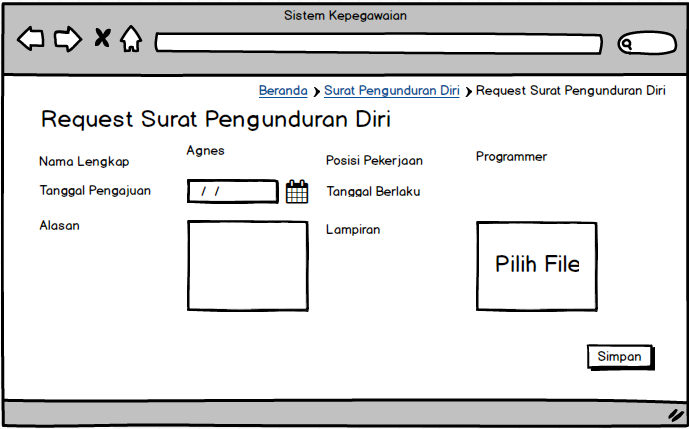 Sistem Kepegawaian
Beranda Surat Pengunduran Diri Request Surat Pengunduran Diri
Request Surat Pengunduran Diri
Nama Lengkap Agnes Posisi Pekerjaan Programmer
Tanggal Pengajuan / / Tanggal Berlaku
Alasan Lampiran Pilih File
Simpan